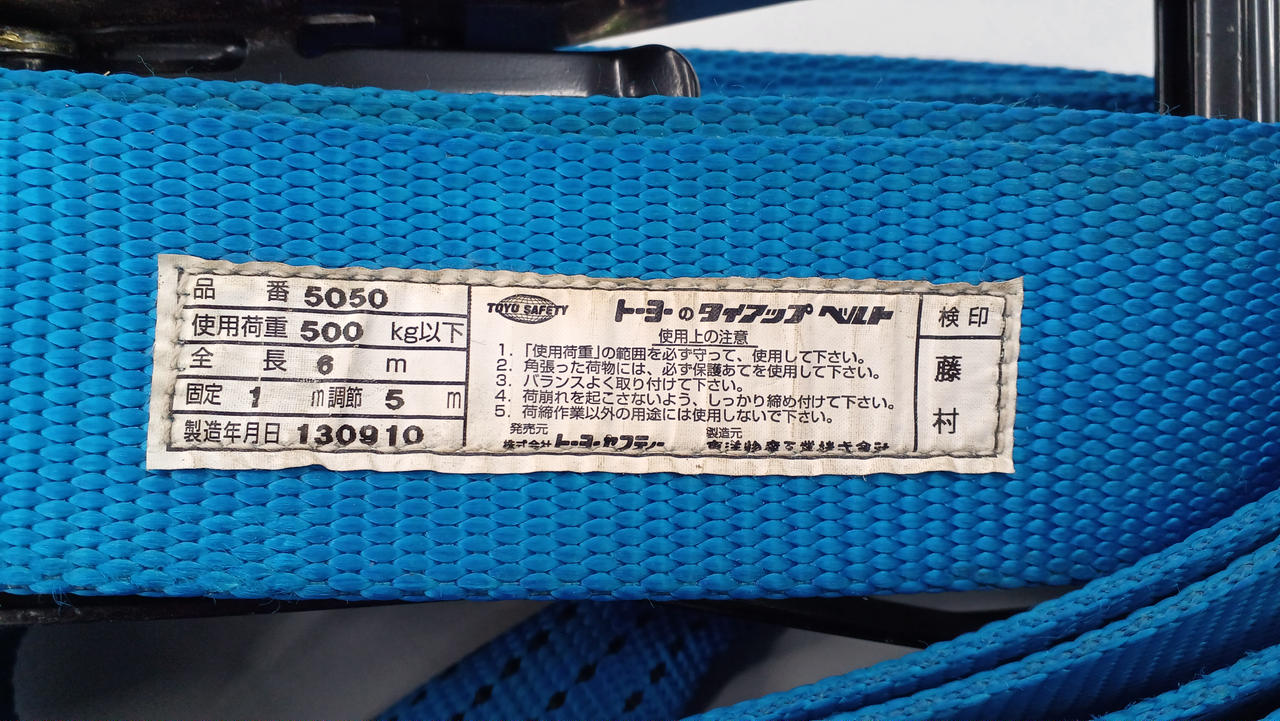 品 番 5050
使用荷重 500 kg以下
全 長 6 m
固定 1 m 調節 5 m
製造年月日 130910
TOYO SAFETY
トーヨーのタイアップベルト
使用上の注意
1. 「使用荷重」の範囲を必ず守って、使用して下さい。
2. 角張った荷物には、必ず保護あてを使用して下さい。
3. バランスよく取り付けて下さい。
4. 荷崩れを起こさないよう、しっかり締め付けて下さい。
5. 荷締作業以外の用途には使用しないで下さい。
発売元
株式会社 トーヨーセフティー
製造元
検印
藤
村